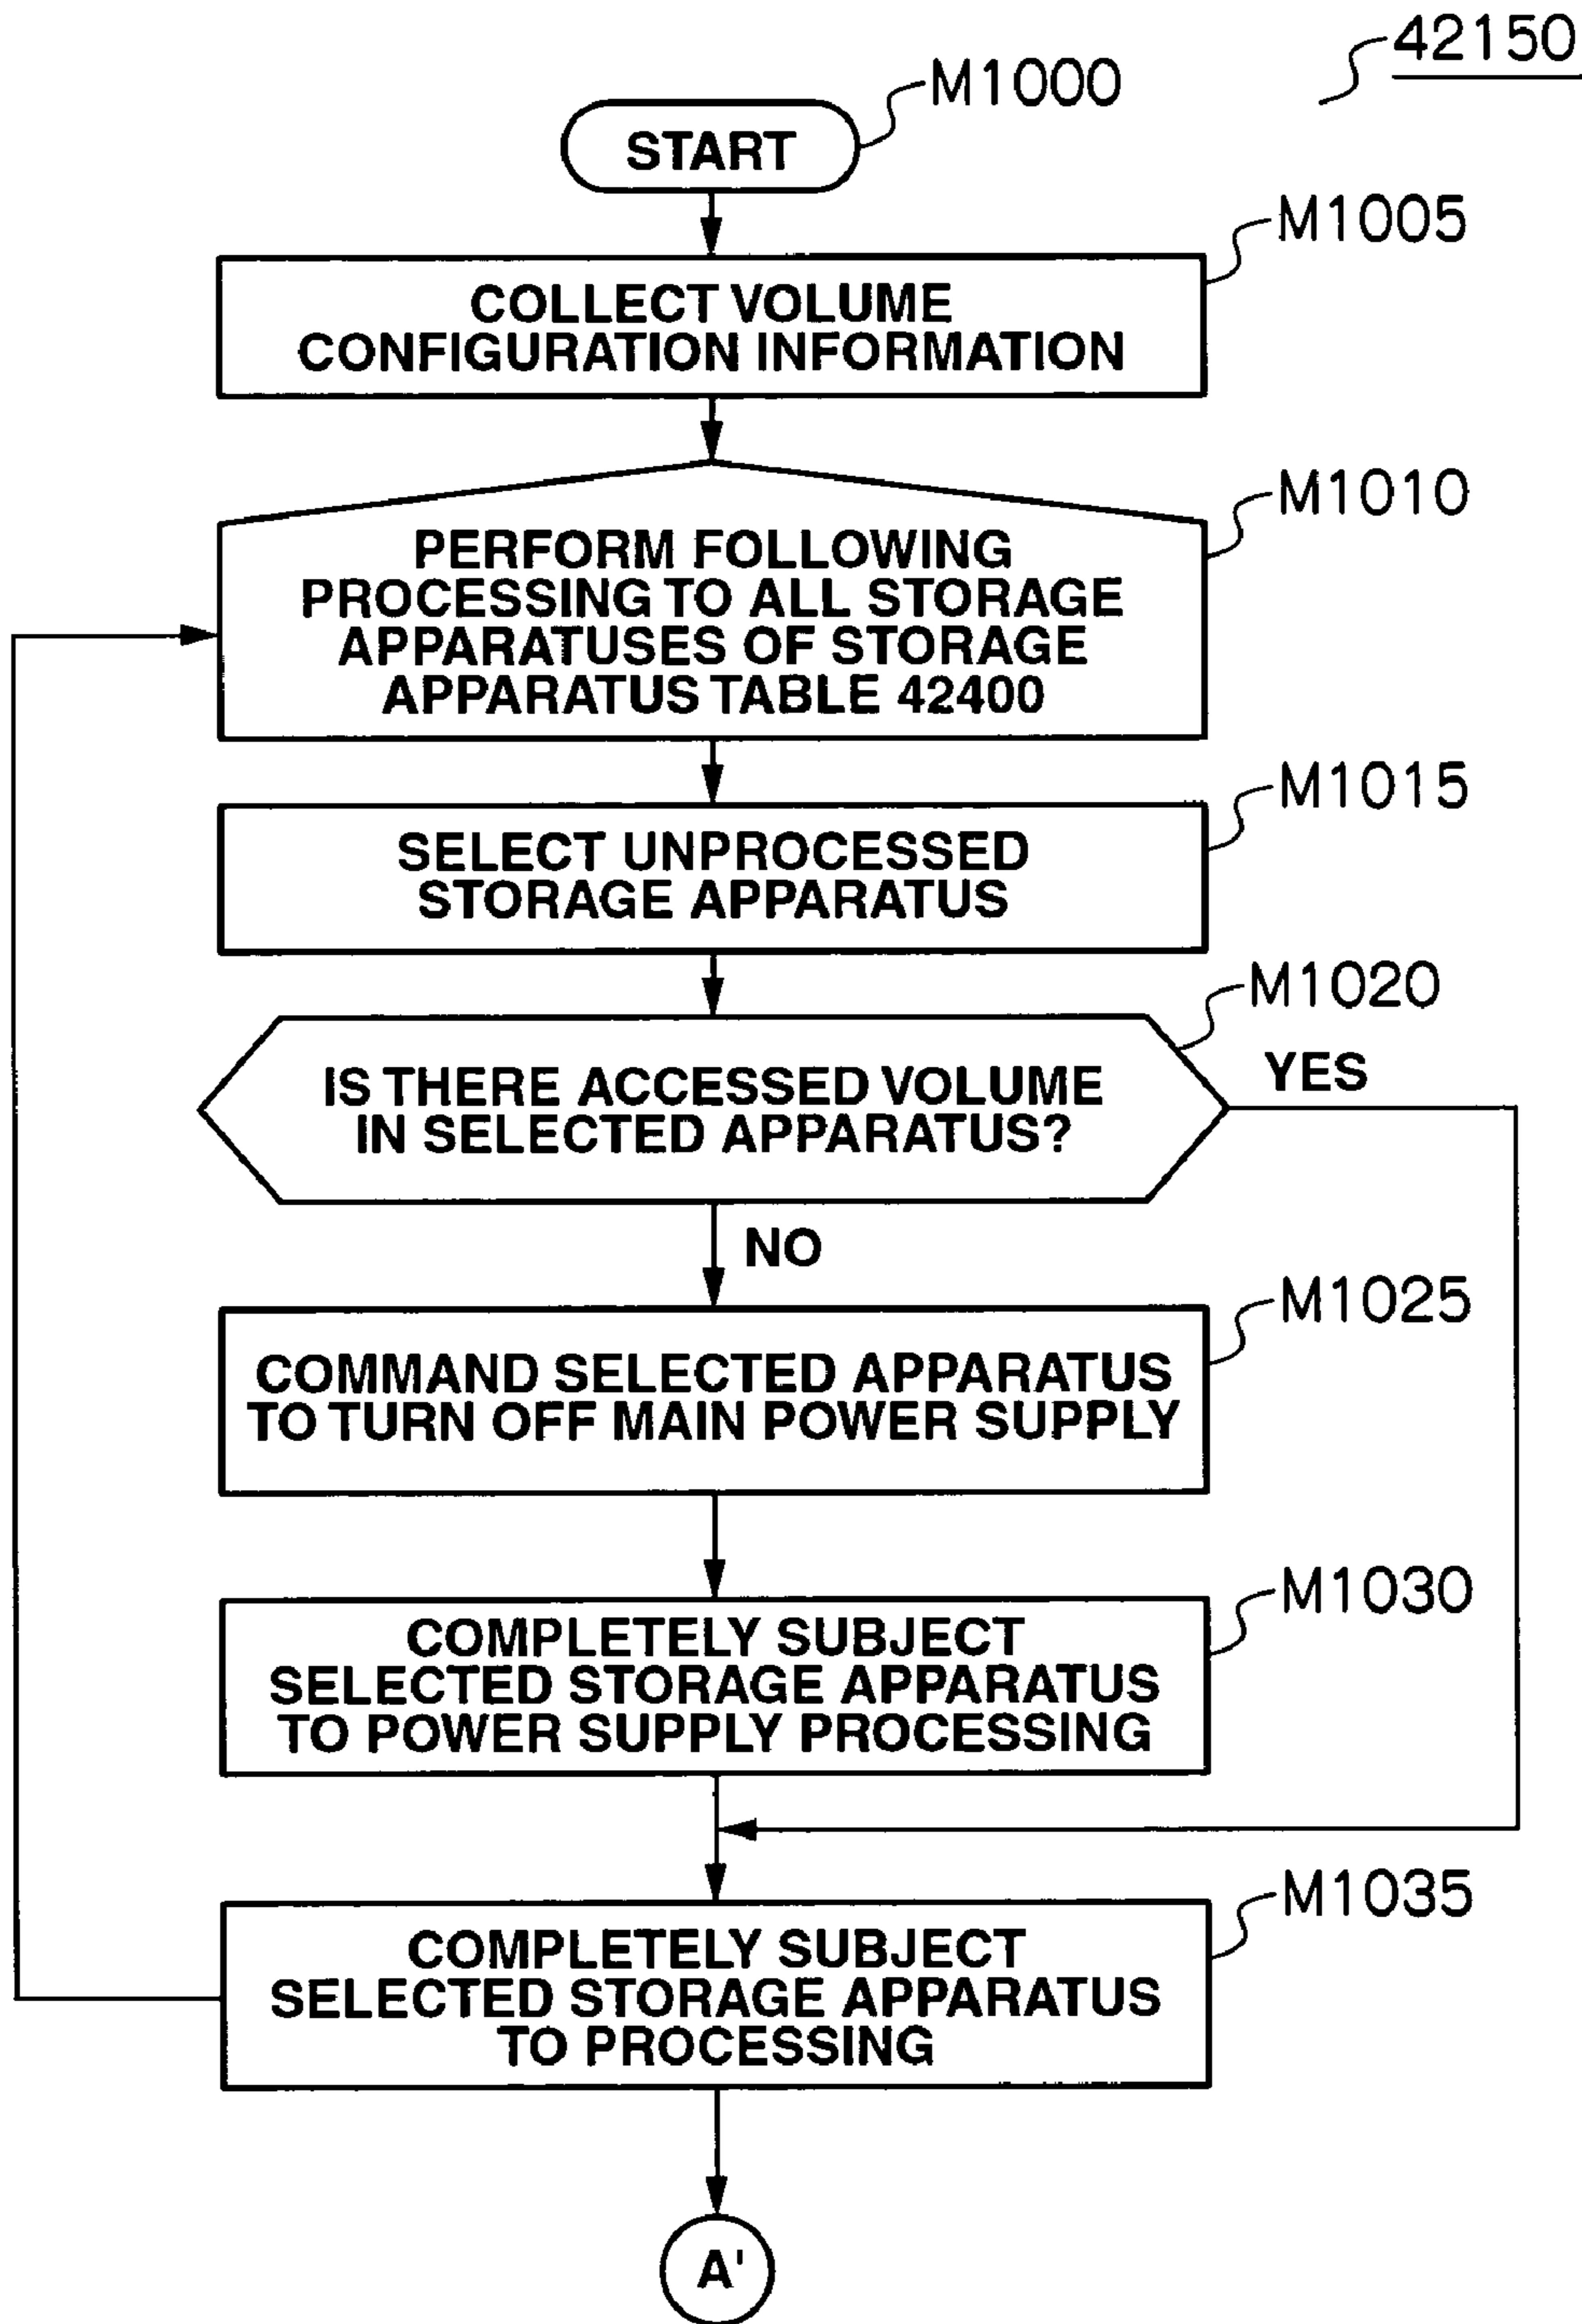 42150
M1000
START
M1005
COLLECT VOLUME
CONFIGURATION INFORMATION
M1010
PERFORM FOLLOWING
PROCESSING TO ALL STORAGE
APPARATUSES OF STORAGE
APPARATUS TABLE 42400
M1015
SELECT UNPROCESSED
STORAGE APPARATUS
M1020
IS THERE ACCESSED VOLUME
IN SELECTED APPARATUS?
YES
NO
M1025
COMMAND SELECTED APPARATUS
TO TURN OFF MAIN POWER SUPPLY
M1030
COMPLETELY SUBJECT
SELECTED STORAGE APPARATUS
TO POWER SUPPLY PROCESSING
M1035
COMPLETELY SUBJECT
SELECTED STORAGE APPARATUS
TO PROCESSING
A'